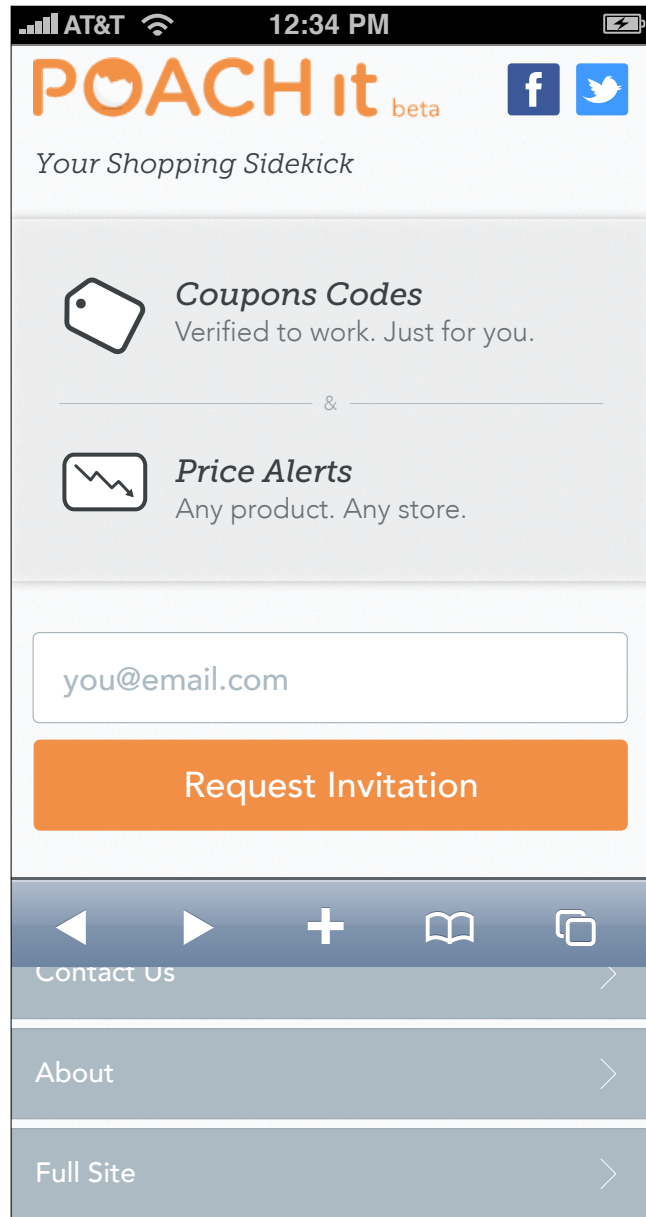 AT&T 12:34 PM
POACH it beta
Your Shopping Sidekick
Coupons Codes
Verified to work. Just for you.
&
Price Alerts
Any product. Any store.
you@email.com
Request Invitation
Contact Us
About
Full Site